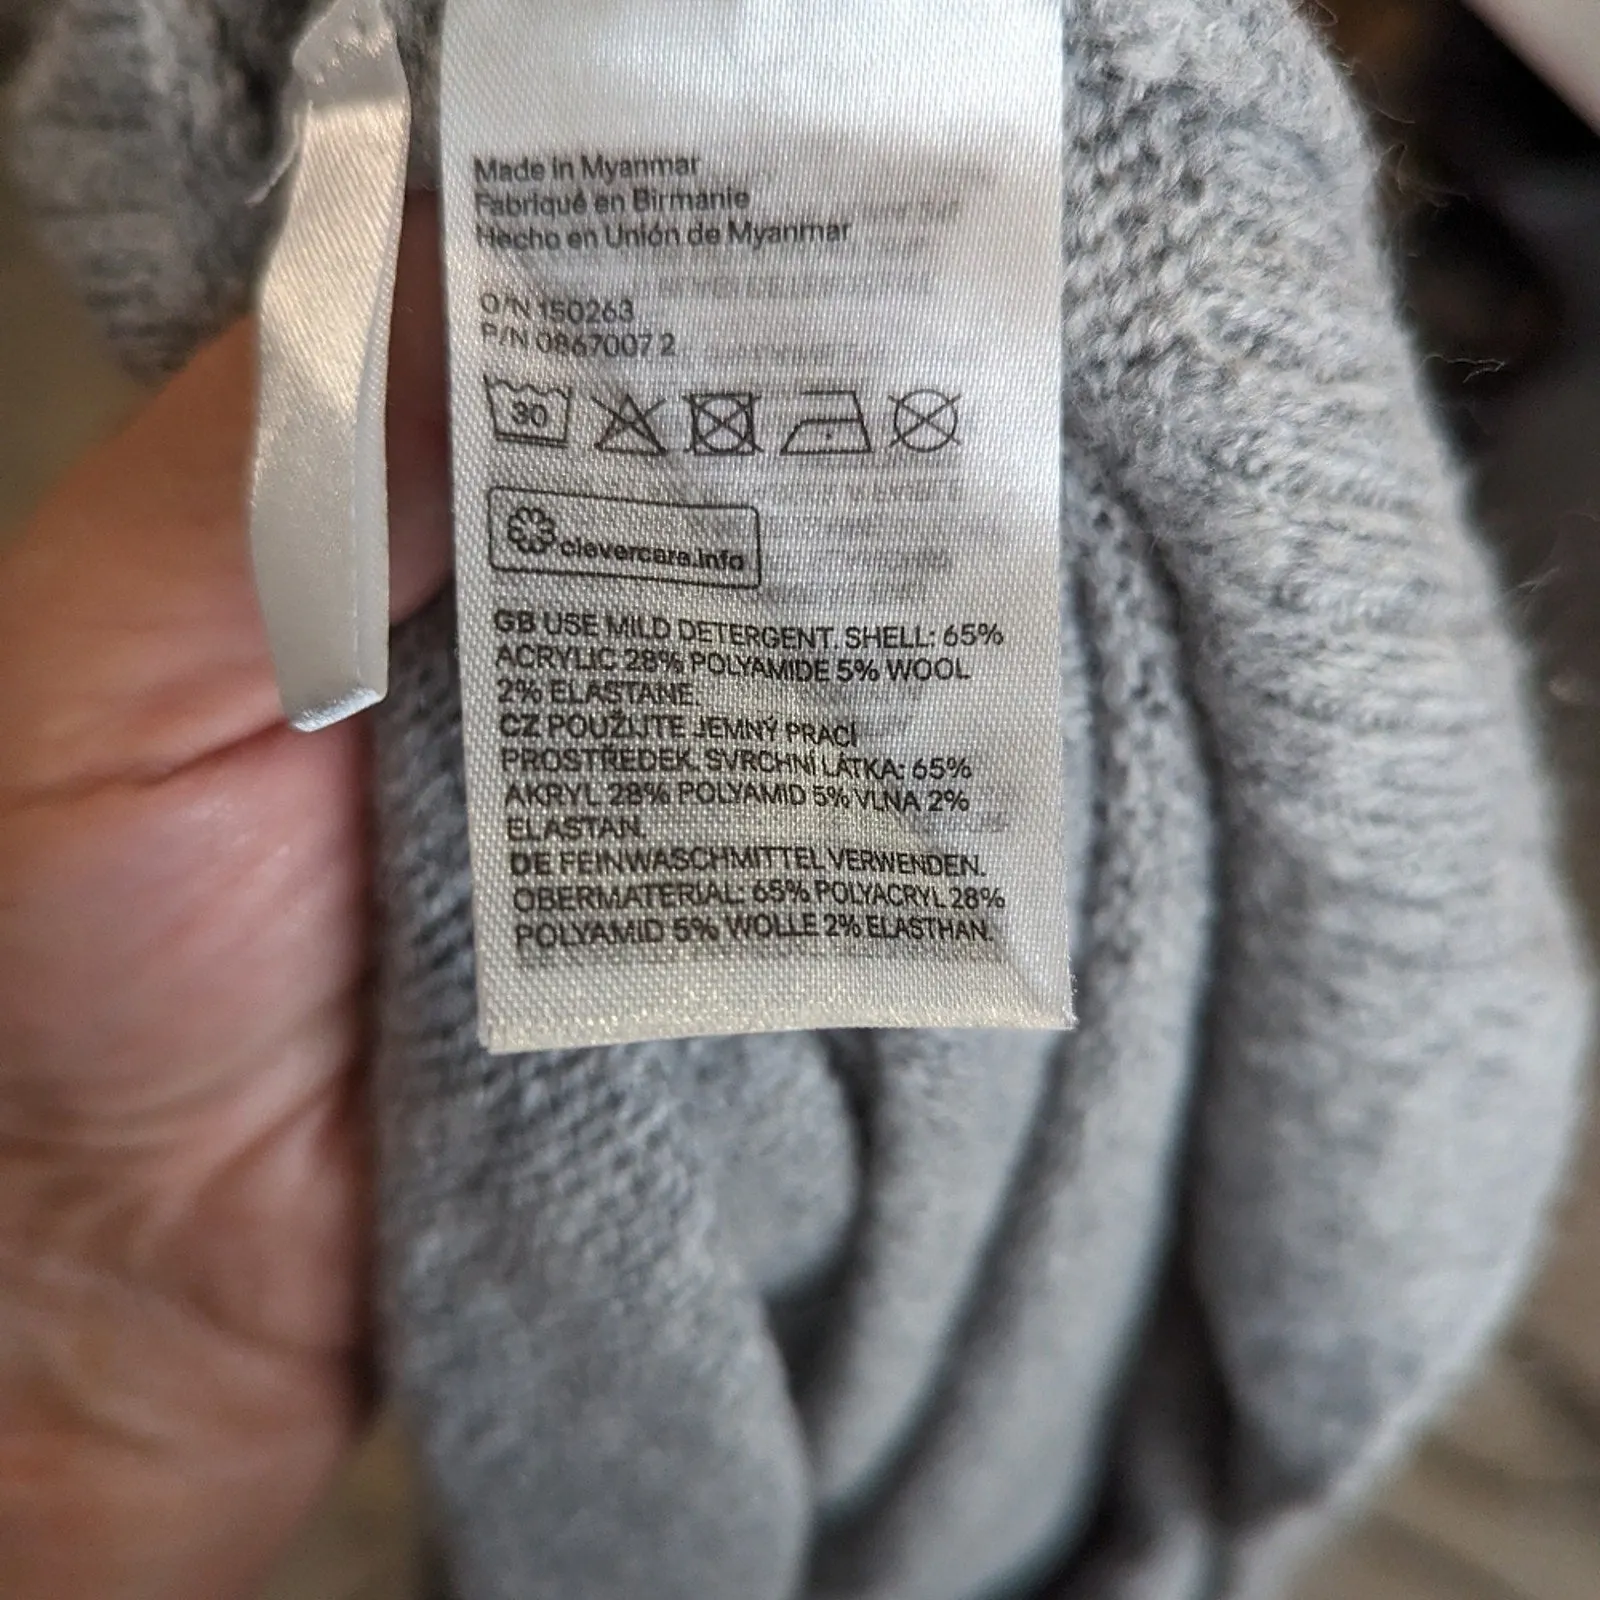 Made in Myanmar
Fabriqué en Birmanie
Hecho en Unión de Myanmar
O/N 150263
P/N 0867007 2
30
clevercare.info
GB USE MILD DETERGENT. SHELL: 65%
ACRYLIC 28% POLYAMIDE 5% WOOL
2% ELASTANE.
CZ POUŽIJTE JEMNÝ PRACÍ
PROSTŘEDEK. SVRCHNÍ LÁTKA: 65%
AKRYL 28% POLYAMID 5% VLNA 2%
ELASTAN.
DE FEINWASCHMITTEL VERWENDEN.
OBERMATERIAL: 65% POLYACRYL 28%
POLYAMID 5% WOLLE 2% ELASTHAN.